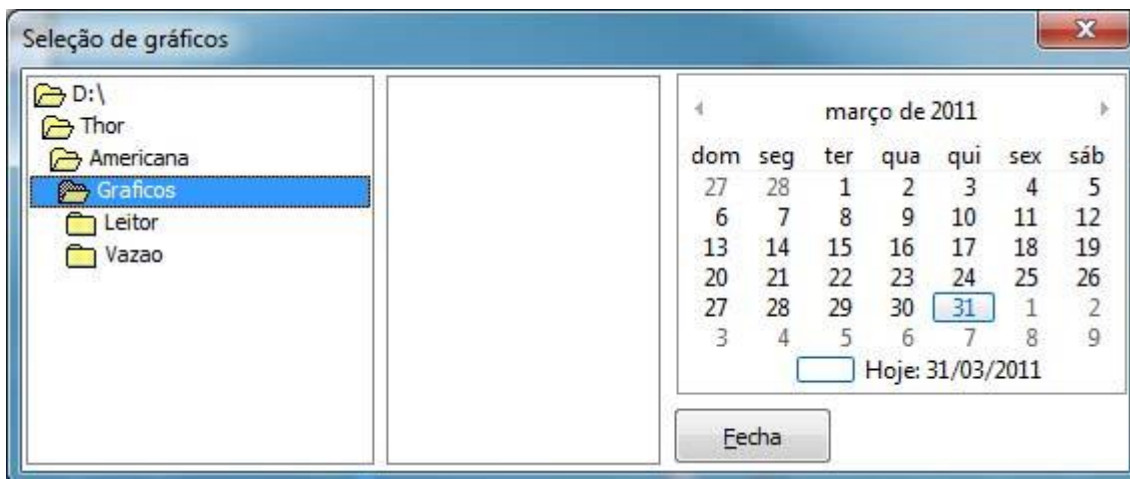 Seleção de gráficos
D:\
Thor
Americana
Graficos
Leitor
Vazao
março de 2011
dom seg ter qua qui sex sáb
27 28 1 2 3 4 5
6 7 8 9 10 11 12
13 14 15 16 17 18 19
20 21 22 23 24 25 26
27 28 29 30 31 1 2
3 4 5 6 7 8 9
Hoje: 31/03/2011
Fecha